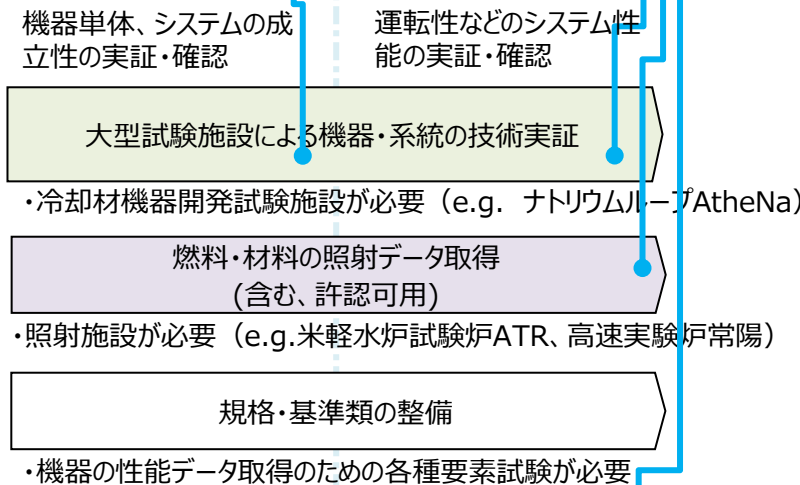 機器単体、システムの成
立性の実証・確認
運転性などのシステム性
能の実証・確認
大型試験施設による機器・系統の技術実証
・冷却材機器開発試験施設が必要（e.g. ナトリウムループAtheNa）
燃料・材料の照射データ取得
(含む、許認可用)
・照射施設が必要（e.g.米軽水炉試験炉ATR、高速実験炉常陽）
規格・基準類の整備
・機器の性能データ取得のための各種要素試験が必要